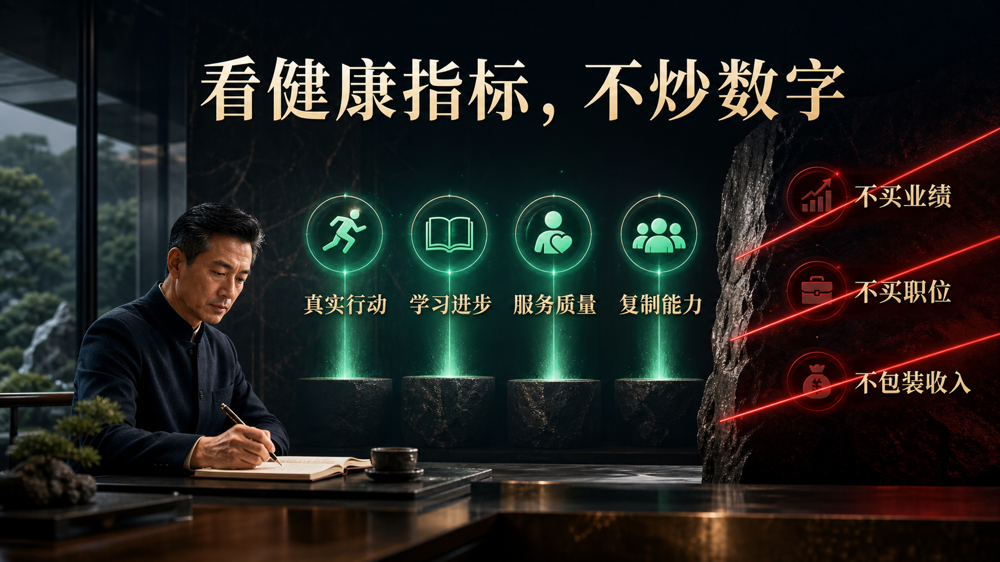 看健康指标，不炒数字
真实行动
学习进步
服务质量
复制能力
不买业绩
不买职位
不包装收入